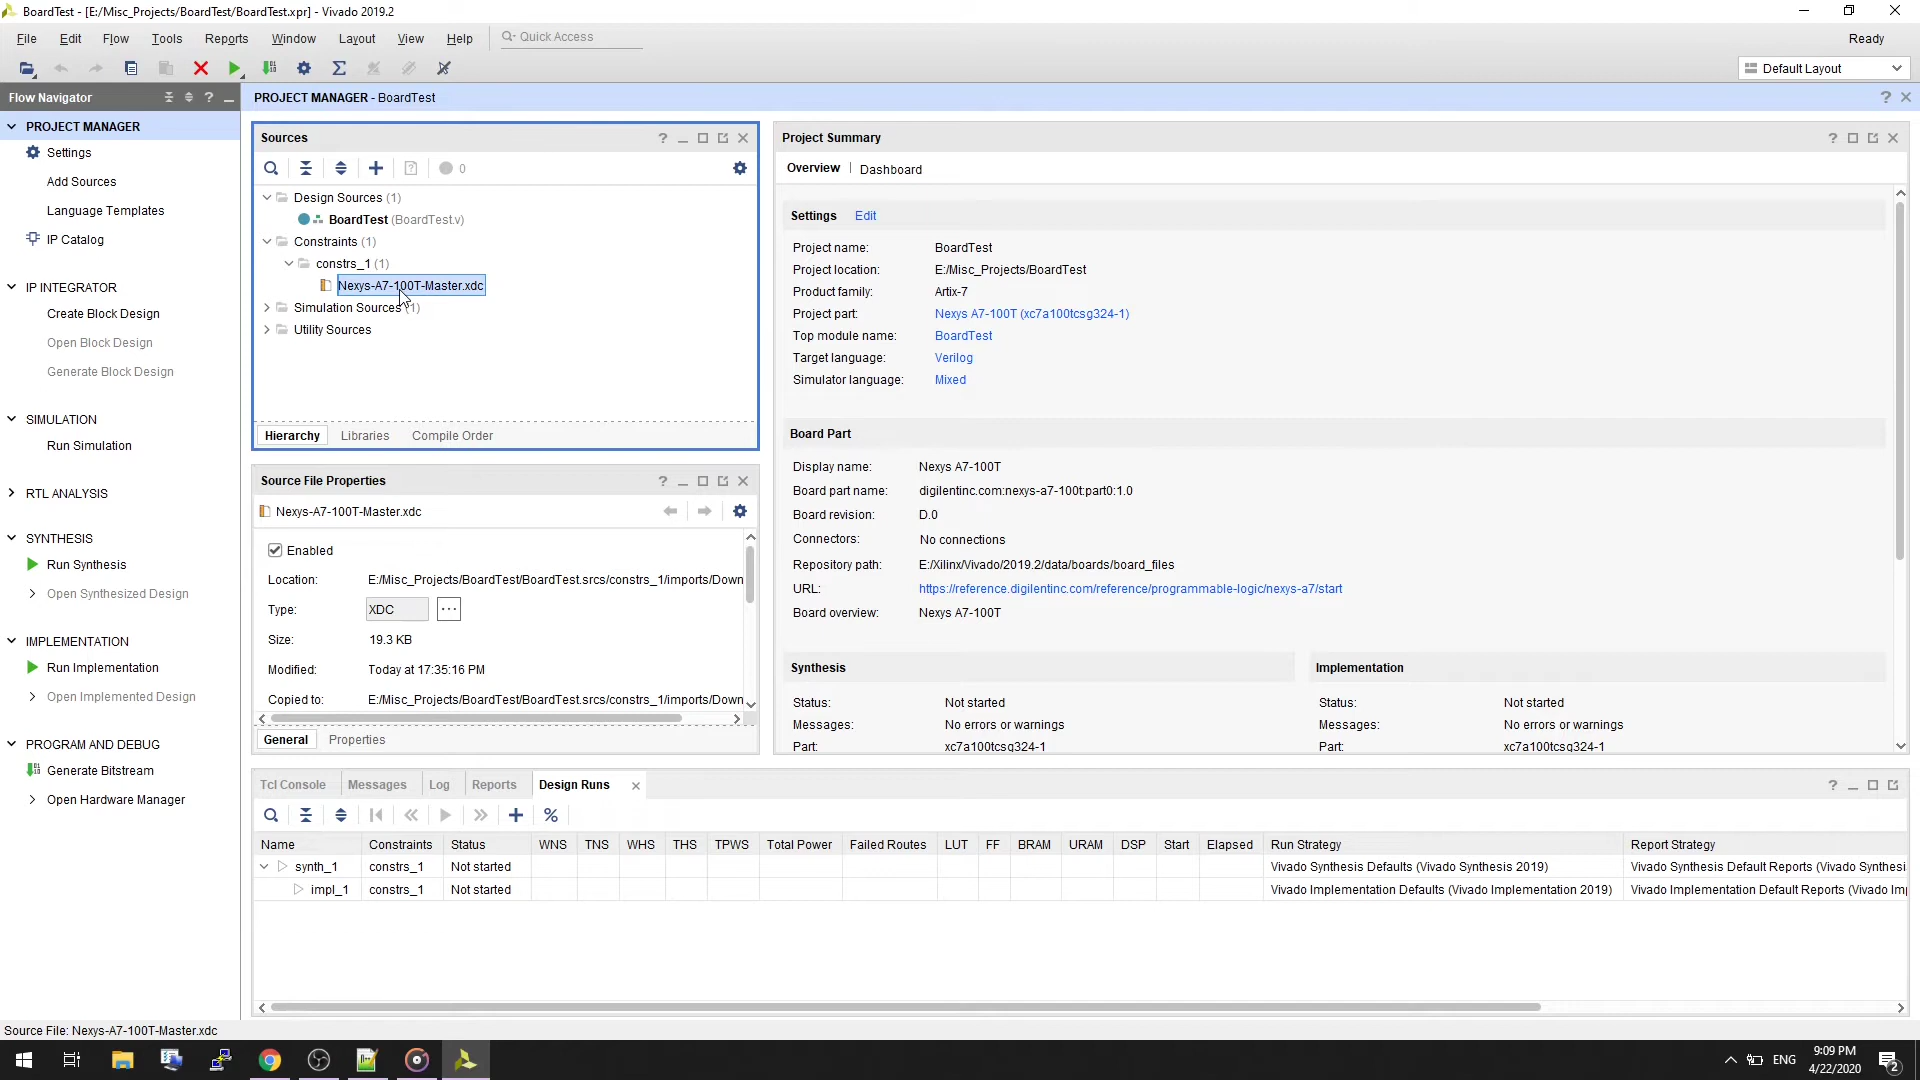 BoardTest - [E:/Misc_Projects/BoardTest/BoardTest.xpr] - Vivado 2019.2
File Edit Flow Tools Reports Window Layout View Help Quick Access Ready
Default Layout
Flow Navigator
PROJECT MANAGER
Settings
Add Sources
Language Templates
IP Catalog
IP INTEGRATOR
Create Block Design
Open Block Design
Generate Block Design
SIMULATION
Run Simulation
RTL ANALYSIS
SYNTHESIS
Run Synthesis
Open Synthesized Design
IMPLEMENTATION
Run Implementation
Open Implemented Design
PROGRAM AND DEBUG
Generate Bitstream
Open Hardware Manager
PROJECT MANAGER - BoardTest
Sources
0
Design Sources (1)
BoardTest (BoardTest.v)
Constraints (1)
constrs_1 (1)
Nexys-A7-100T-Master.xdc
Simulation Sources (1)
Utility Sources
Hierarchy Libraries Compile Order
Source File Properties
Nexys-A7-100T-Master.xdc
Enabled
Location: E:/Misc_Projects/BoardTest/BoardTest.srcs/constrs_1/imports/Down
Type: XDC
Size: 19.3 KB
Modified: Today at 17:35:16 PM
Copied to: E:/Misc_Projects/BoardTest/BoardTest.srcs/constrs_1/imports/Down
General Properties
Project Summary
Overview | Dashboard
Settings Edit
Project name: BoardTest
Project location: E:/Misc_Projects/BoardTest
Product family: Artix-7
Project part: Nexys A7-100T (xc7a100tcsg324-1)
Top module name: BoardTest
Target language: Verilog
Simulator language: Mixed
Board Part
Display name: Nexys A7-100T
Board part name: digilentinc.com:nexys-a7-100t:part0:1.0
Board revision: D.0
Connectors: No connections
Repository path: E:/Xilinx/Vivado/2019.2/data/boards/board_files
URL: https://reference.digilentinc.com/reference/programmable-logic/nexys-a7/start
Board overview: Nexys A7-100T
Synthesis Implementation
Status: Not started Status: Not started
Messages: No errors or warnings Messages: No errors or warnings
Part: xc7a100tcsg324-1 Part: xc7a100tcsg324-1
Tcl Console Messages Log Reports Design Runs
Name Constraints Status WNS TNS WHS THS TPWS Total Power Failed Routes LUT FF BRAM URAM DSP Start Elapsed Run Strategy Report Strategy
synth_1 constrs_1 Not started Vivado Synthesis Defaults (Vivado Synthesis 2019) Vivado Synthesis Default Reports (Vivado Synthesi
impl_1 constrs_1 Not started Vivado Implementation Defaults (Vivado Implementation 2019) Vivado Implementation Default Reports (Vivado Im
Source File: Nexys-A7-100T-Master.xdc
ENG
9:09 PM
4/22/2020
2